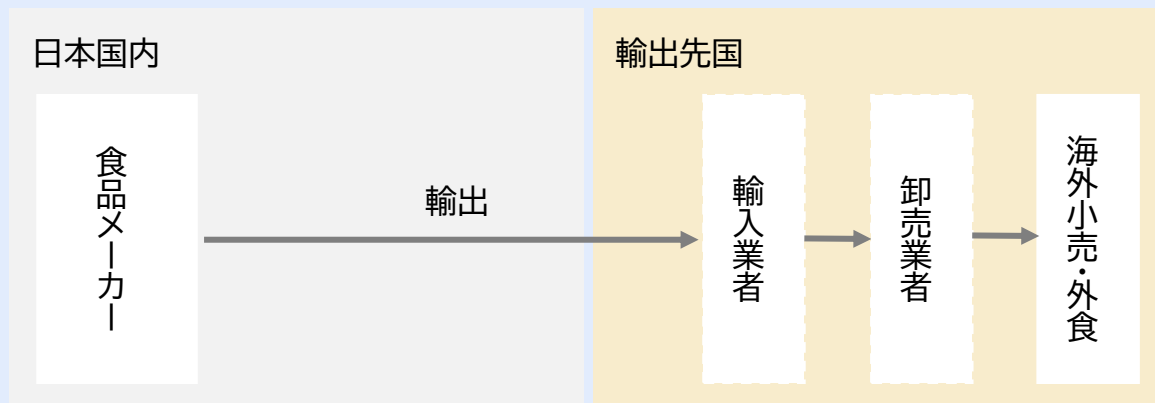 日本国内
輸出先国
食品メーカー
輸出
輸入業者
卸売業者
海外小売・外食